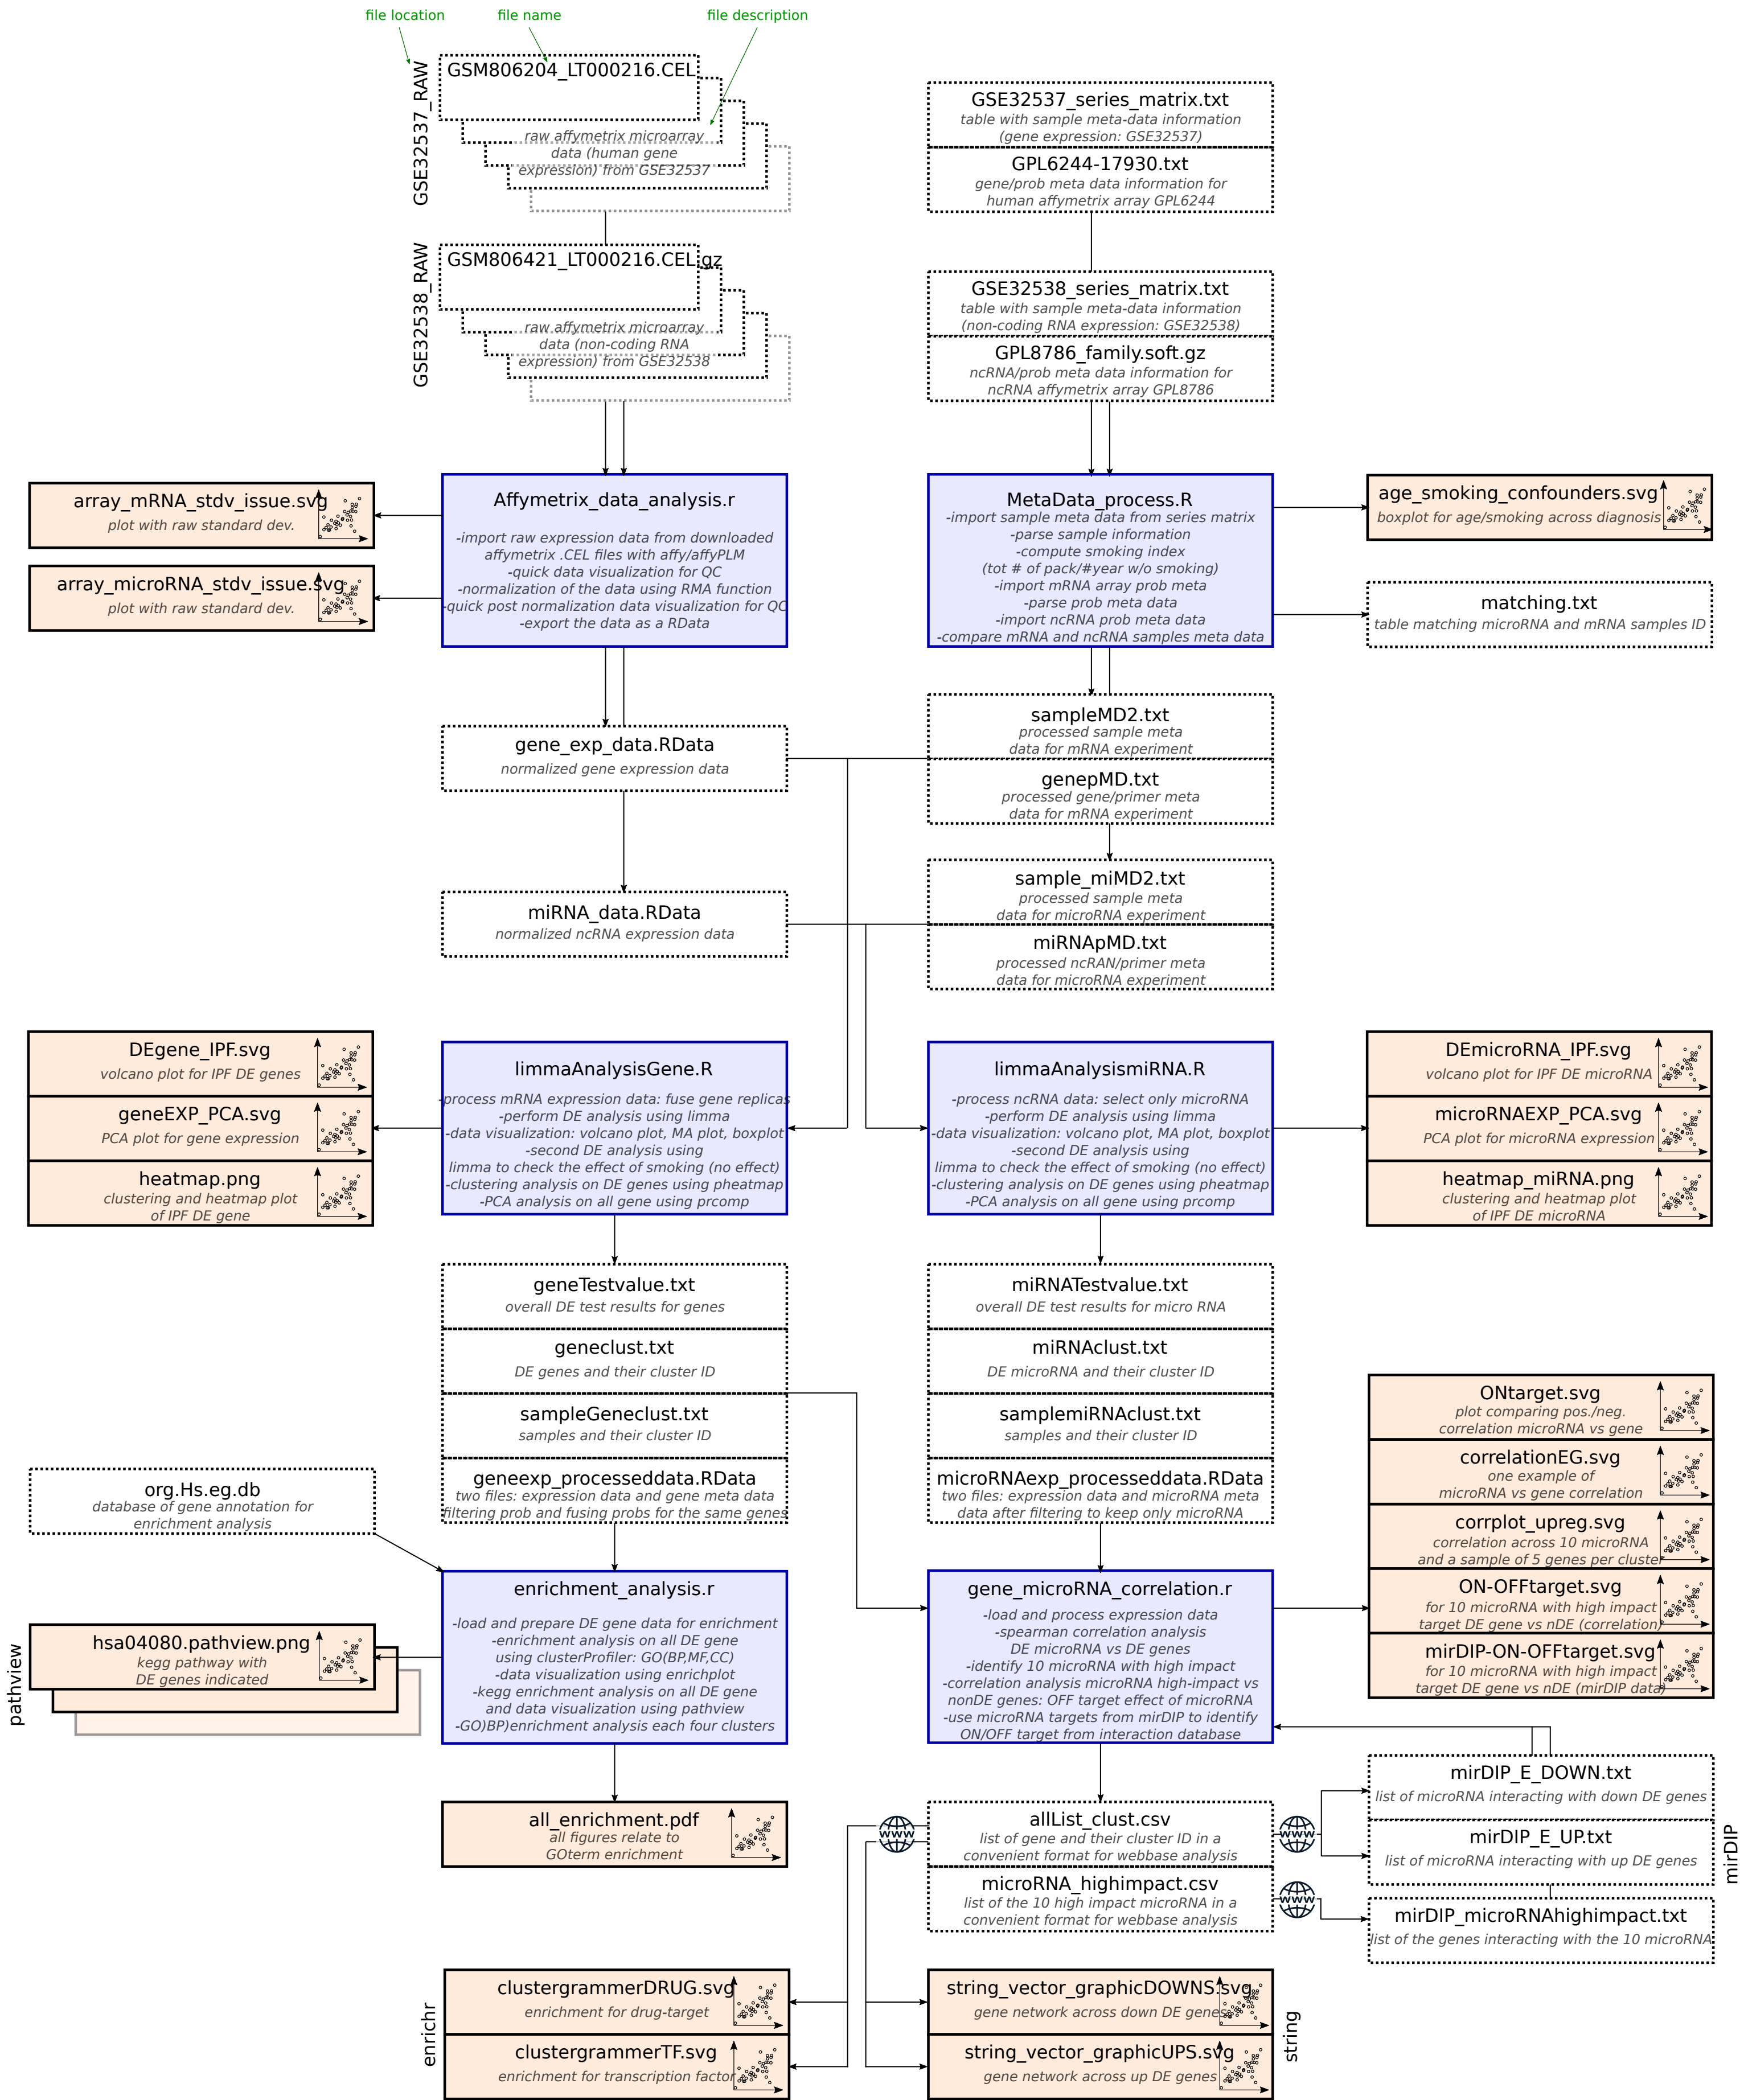 file location
file name
file description
GSE32537_RAW
GSM806204_LT000216.CEL
raw affymetrix microarray
data (human gene
expression) from GSE32537
GSE32537_series_matrix.txt
table with sample meta-data information
(gene expression: GSE32537)
GPL6244-17930.txt
gene/prob meta data information for
human affymetrix array GPL6244
GSE32538_RAW
GSM806421_LT000216.CEL.gz
raw affymetrix microarray
data (non-coding RNA
expression) from GSE32538
GSE32538_series_matrix.txt
table with sample meta-data information
(non-coding RNA expression: GSE32538)
GPL8786_family.soft.gz
ncRNA/prob meta data information for
ncRNA affymetrix array GPL8786
array_mRNA_stdv_issue.svg
plot with raw standard dev.
array_microRNA_stdv_issue.svg
plot with raw standard dev.
Affymetrix_data_analysis.r
-import raw expression data from downloaded
affymetrix .CEL files with affy/affyPLM
-quick data visualization for QC
-normalization of the data using RMA function
-quick post normalization data visualization for QC
-export the data as a RData
MetaData_process.R
-import sample meta data from series matrix
-parse sample information
-compute smoking index
(tot # of pack/#year w/o smoking)
-import mRNA array prob meta
-parse prob meta data
-import ncRNA prob meta data
-compare mRNA and ncRNA samples meta data
age_smoking_confounders.svg
boxplot for age/smoking across diagnosis
matching.txt
table matching microRNA and mRNA samples ID
gene_exp_data.RData
normalized gene expression data
sampleMD2.txt
processed sample meta
data for mRNA experiment
genepMD.txt
processed gene/primer meta
data for mRNA experiment
miRNA_data.RData
normalized ncRNA expression data
sample_miMD2.txt
processed sample meta
data for microRNA experiment
miRNApMD.txt
processed ncRAN/primer meta
data for microRNA experiment
DEgene_IPF.svg
volcano plot for IPF DE genes
geneEXP_PCA.svg
PCA plot for gene expression
heatmap.png
clustering and heatmap plot
of IPF DE gene
limmaAnalysisGene.R
-process mRNA expression data: fuse gene replicas
-perform DE analysis using limma
-data visualization: volcano plot, MA plot, boxplot
-second DE analysis using
limma to check the effect of smoking (no effect)
-clustering analysis on DE genes using pheatmap
-PCA analysis on all gene using prcomp
limmaAnalysismiRNA.R
-process ncRNA data: select only microRNA
-perform DE analysis using limma
-data visualization: volcano plot, MA plot, boxplot
-second DE analysis using
limma to check the effect of smoking (no effect)
-clustering analysis on DE genes using pheatmap
-PCA analysis on all gene using prcomp
DEmicroRNA_IPF.svg
volcano plot for IPF DE microRNA
microRNAEXP_PCA.svg
PCA plot for microRNA expression
heatmap_miRNA.png
clustering and heatmap plot
of IPF DE microRNA
geneTestvalue.txt
overall DE test results for genes
geneclust.txt
DE genes and their cluster ID
sampleGeneclust.txt
samples and their cluster ID
geneexp_processeddata.RData
two files: expression data and gene meta data
filtering prob and fusing probs for the same genes
miRNATestvalue.txt
overall DE test results for micro RNA
miRNAclust.txt
DE microRNA and their cluster ID
samplemiRNAclust.txt
samples and their cluster ID
microRNAexp_processeddata.RData
two files: expression data and microRNA meta
data after filtering to keep only microRNA
org.Hs.eg.db
database of gene annotation for
enrichment analysis
ONtarget.svg
plot comparing pos./neg.
correlation microRNA vs gene
correlationEG.svg
one example of
microRNA vs gene correlation
corrplot_upreg.svg
correlation across 10 microRNA
and a sample of 5 genes per cluster
ON-OFFtarget.svg
for 10 microRNA with high impact
target DE gene vs nDE (correlation)
mirDIP-ON-OFFtarget.svg
for 10 microRNA with high impact
target DE gene vs nDE (mirDIP data)
pathview
hsa04080.pathview.png
kegg pathway with
DE genes indicated
enrichment_analysis.r
-load and prepare DE gene data for enrichment
-enrichment analysis on all DE gene
using clusterProfiler: GO(BP,MF,CC)
-data visualization using enrichplot
-kegg enrichment analysis on all DE gene
and data visualization using pathview
-GO)BP)enrichment analysis each four clusters
gene_microRNA_correlation.r
-load and process expression data
-spearman correlation analysis
DE microRNA vs DE genes
-identify 10 microRNA with high impact
-correlation analysis microRNA high-impact vs
nonDE genes: OFF target effect of microRNA
-use microRNA targets from mirDIP to identify
ON/OFF target from interaction database
all_enrichment.pdf
all figures relate to
GOterm enrichment
www
allList_clust.csv
list of gene and their cluster ID in a
convenient format for webbase analysis
microRNA_highimpact.csv
list of the 10 high impact microRNA in a
convenient format for webbase analysis
www
www
mirDIP_E_DOWN.txt
list of microRNA interacting with down DE genes
mirDIP_E_UP.txt
list of microRNA interacting with up DE genes
mirDIP_microRNAhighimpact.txt
list of the genes interacting with the 10 microRNA
mirDIP
enrichr
clustergrammerDRUG.svg
enrichment for drug-target
clustergrammerTF.svg
enrichment for transcription factor
string_vector_graphicDOWNS.svg
gene network across down DE genes
string_vector_graphicUPS.svg
gene network across up DE genes
string